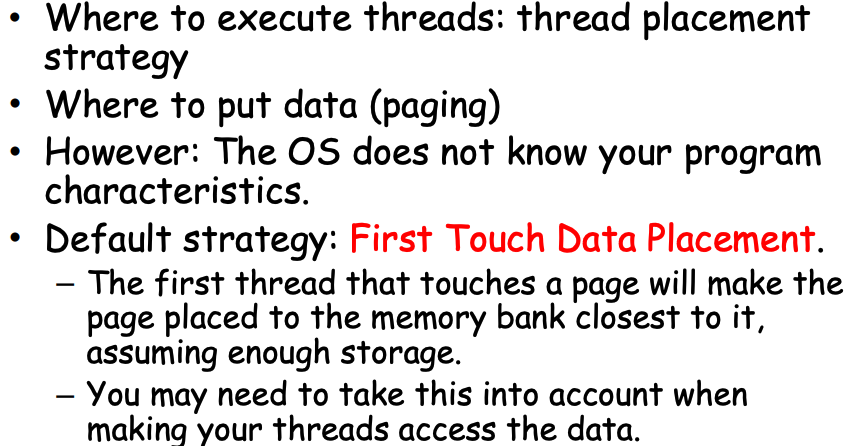 • Where to execute threads: thread placement
strategy
• Where to put data (paging)
• However: The OS does not know your program
characteristics.
• Default strategy: First Touch Data Placement.
– The first thread that touches a page will make the
page placed to the memory bank closest to it,
assuming enough storage.
– You may need to take this into account when
making your threads access the data.